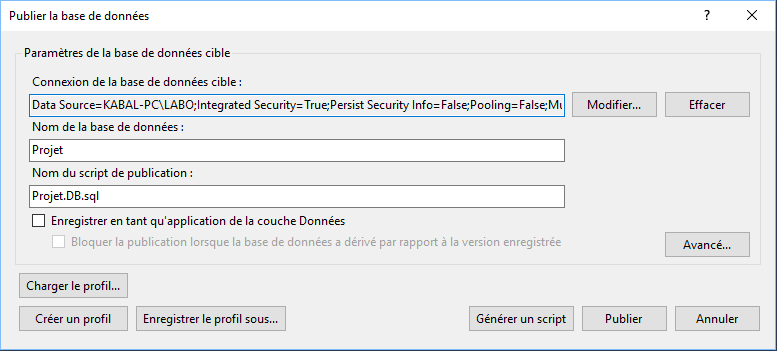 Publier la base de données
?
Paramètres de la base de données cible
Connexion de la base de données cible :
Data Source=KABAL-PC\LABO;Integrated Security=True;Persist Security Info=False;Pooling=False;Mu
Modifier...
Effacer
Nom de la base de données :
Projet
Nom du script de publication :
Projet.DB.sql
Enregistrer en tant qu'application de la couche Données
Bloquer la publication lorsque la base de données a dérivé par rapport à la version enregistrée
Avancé...
Charger le profil...
Créer un profil
Enregistrer le profil sous...
Générer un script
Publier
Annuler